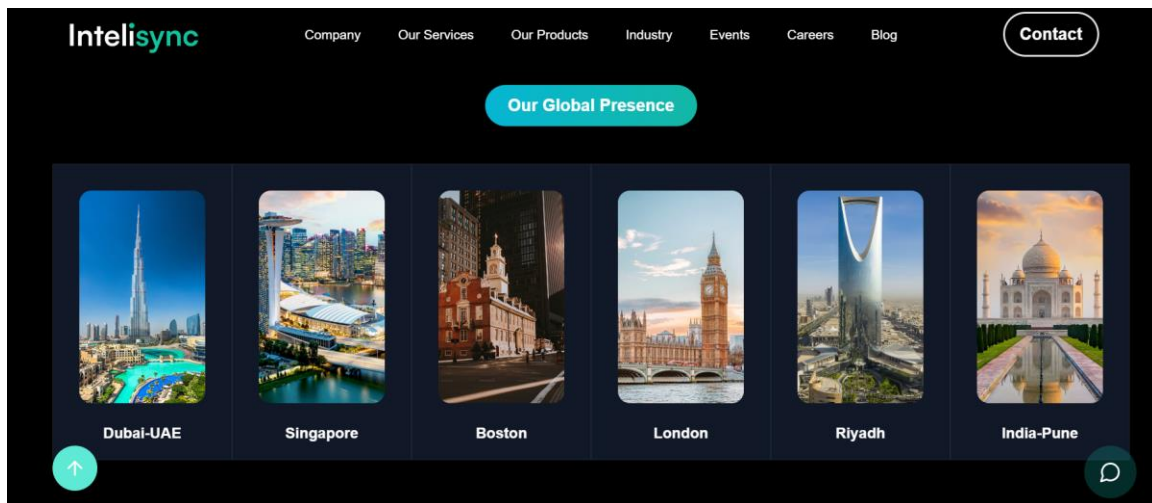 Intelisync
Company Our Services Our Products Industry Events Careers Blog
Contact
Our Global Presence
Dubai-UAE Singapore Boston London Riyadh India-Pune